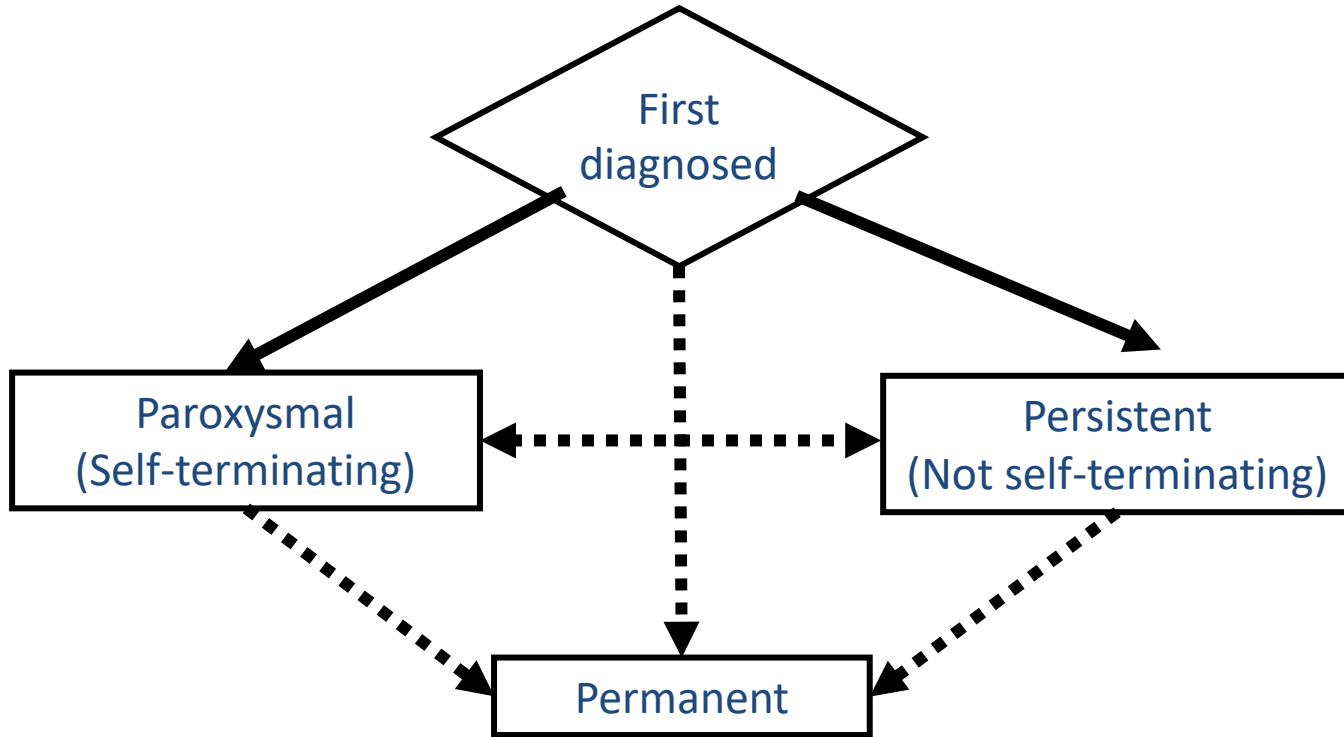 First
diagnosed
Paroxysmal
(Self-terminating)
Persistent
(Not self-terminating)
Permanent